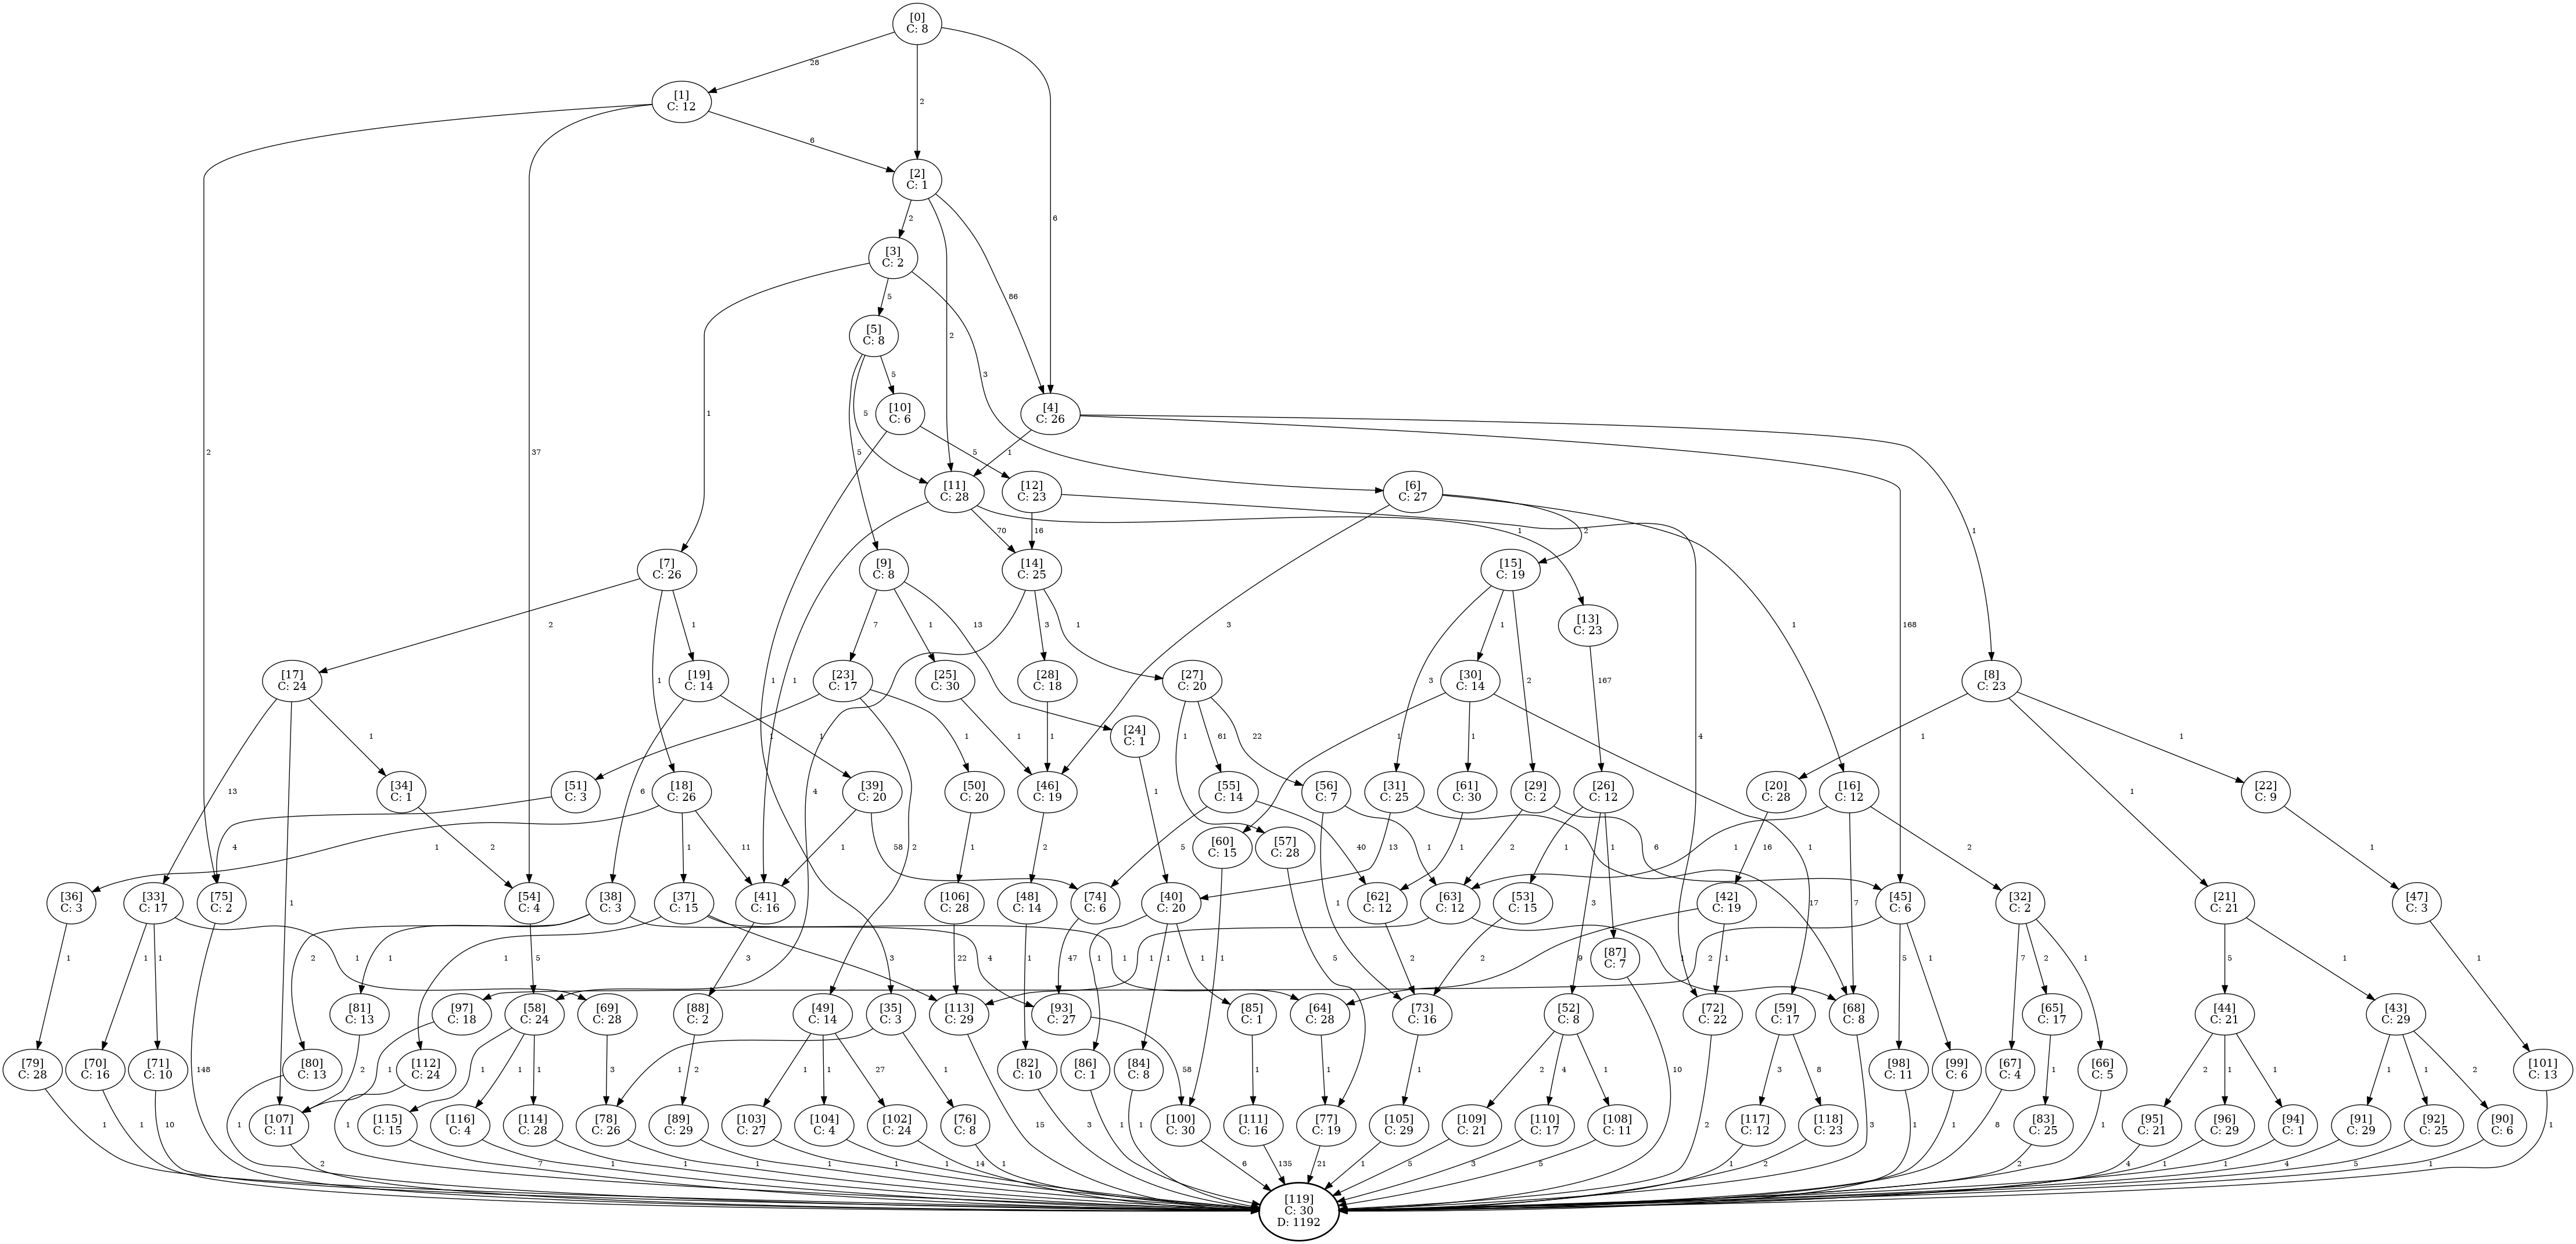 [0]
C: 8
28
2
6
[1]
C: 12
6
2
37
[2]
C: 1
2
2
86
[3]
C: 2
5
3
1
[5]
C: 8
5
5
5
[10]
C: 6
[4]
C: 26
5
1
1
168
1
[11]
C: 28
[12]
C: 23
[6]
C: 27
70
16
1
2
1
3
4
1
[7]
C: 26
[9]
C: 8
[14]
C: 25
[15]
C: 19
[13]
C: 23
2
1
1
7
1
13
3
1
4
3
1
2
167
[17]
C: 24
[19]
C: 14
[23]
C: 17
[25]
C: 30
[28]
C: 18
[27]
C: 20
[30]
C: 14
[8]
C: 23
[24]
C: 1
13
1
1
1
6
1
1
1
2
1
1
1
1
61
22
1
1
1
1
1
1
[34]
C: 1
[51]
C: 3
[18]
C: 26
[39]
C: 20
[50]
C: 20
[46]
C: 19
[55]
C: 14
[56]
C: 7
[31]
C: 25
[61]
C: 30
[29]
C: 2
[26]
C: 12
[20]
C: 28
[16]
C: 12
[22]
C: 9
[60]
C: 15
[57]
C: 28
2
4
1
1
11
1
58
1
2
5
40
1
1
13
17
1
2
6
1
3
1
16
1
7
2
1
[36]
C: 3
[33]
C: 17
[75]
C: 2
[54]
C: 4
[38]
C: 3
[37]
C: 15
[41]
C: 16
[106]
C: 28
[48]
C: 14
[74]
C: 6
[40]
C: 20
[62]
C: 12
[63]
C: 12
[53]
C: 15
[42]
C: 19
[45]
C: 6
[32]
C: 2
[21]
C: 21
[47]
C: 3
[87]
C: 7
1
1
1
1
148
5
2
1
4
1
1
3
22
1
47
1
1
1
1
5
2
1
1
2
9
1
2
5
1
7
2
1
5
1
1
[97]
C: 18
[81]
C: 13
[58]
C: 24
[69]
C: 28
[88]
C: 2
[49]
C: 14
[35]
C: 3
[113]
C: 29
[93]
C: 27
[85]
C: 1
[64]
C: 28
[73]
C: 16
[52]
C: 8
[72]
C: 22
[59]
C: 17
[68]
C: 8
[65]
C: 17
[44]
C: 21
[43]
C: 29
[79]
C: 28
[70]
C: 16
[71]
C: 10
[80]
C: 13
[112]
C: 24
[82]
C: 10
[86]
C: 1
[84]
C: 8
[98]
C: 11
[99]
C: 6
[67]
C: 4
[66]
C: 5
[101]
C: 13
2
1
1
1
1
3
2
1
1
27
1
1
58
1
1
1
2
4
1
10
3
8
1
2
1
1
1
1
2
[107]
C: 11
[115]
C: 15
[116]
C: 4
[114]
C: 28
[78]
C: 26
[89]
C: 29
[103]
C: 27
[104]
C: 4
[102]
C: 24
[76]
C: 8
[100]
C: 30
[111]
C: 16
[77]
C: 19
[105]
C: 29
[109]
C: 21
[110]
C: 17
[108]
C: 11
[117]
C: 12
[118]
C: 23
[83]
C: 25
[95]
C: 21
[96]
C: 29
[94]
C: 1
[91]
C: 29
[92]
C: 25
[90]
C: 6
1
1
10
1
2
1
7
1
1
1
1
1
1
14
1
15
3
1
1
6
135
21
1
5
3
5
2
1
2
3
1
1
8
2
1
4
1
1
4
5
1
1
[119]
C: 30
D: 1192